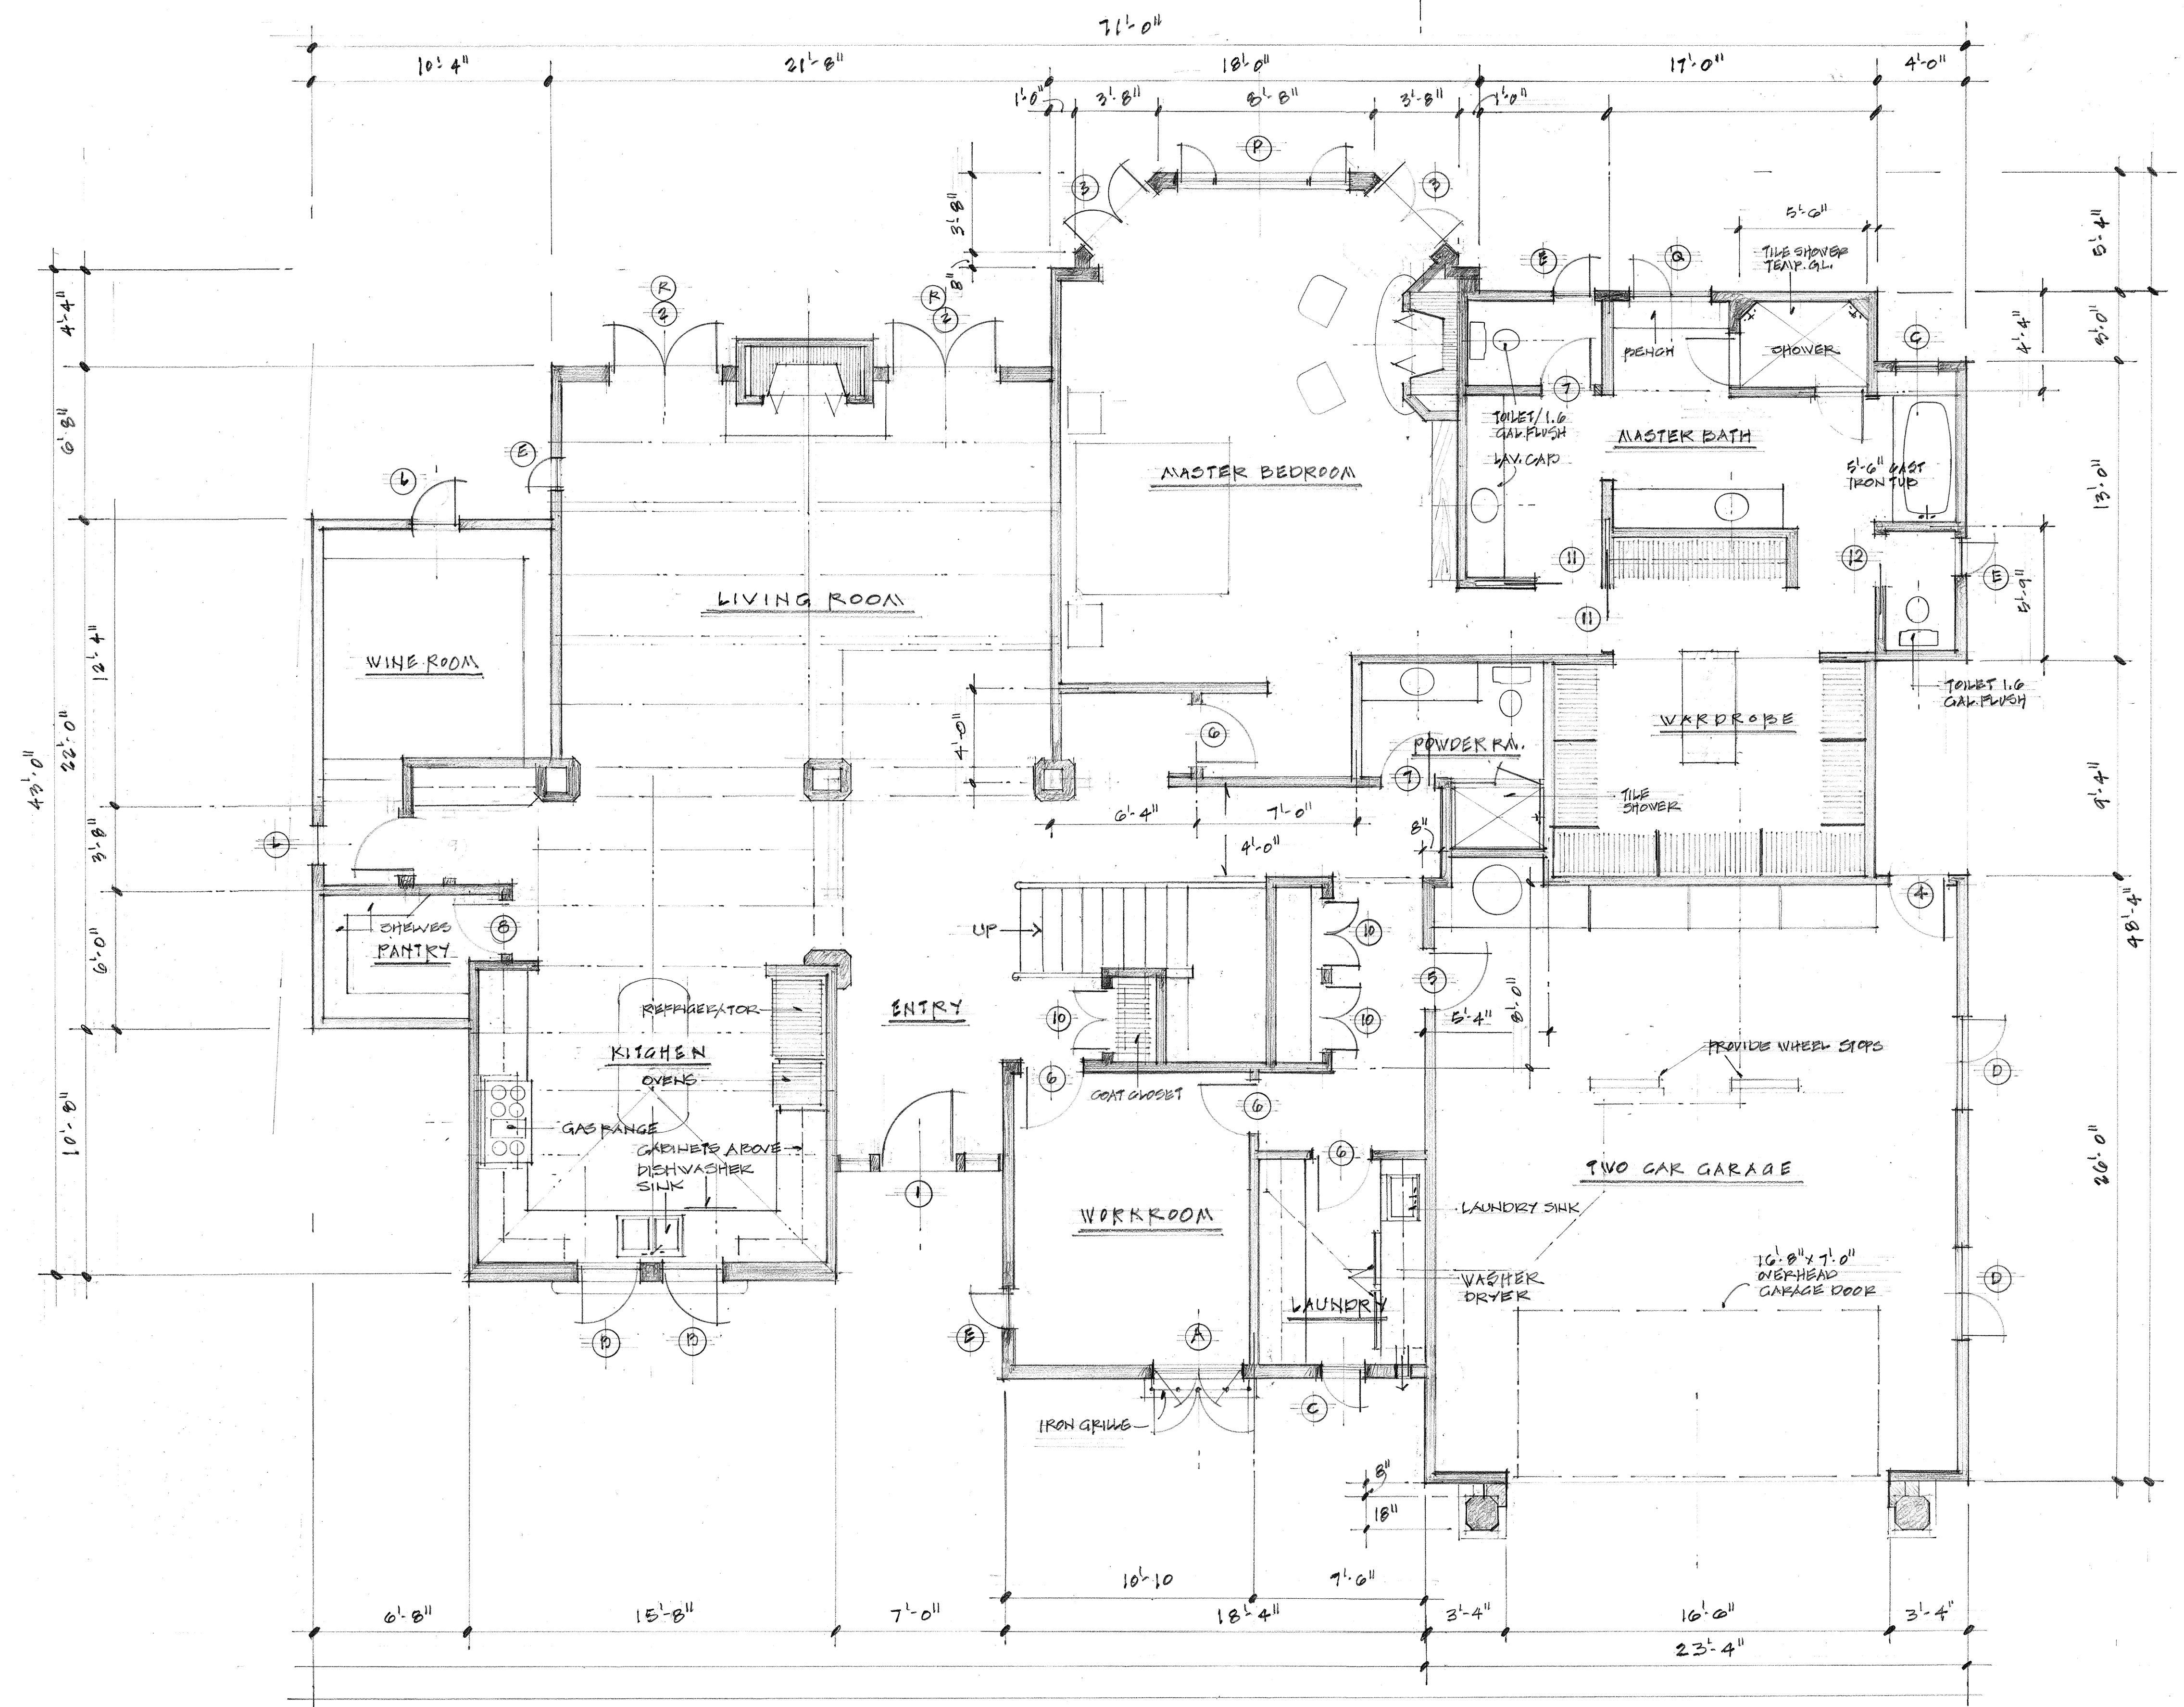 71'-0"
10'-4" 21'-8" 18'-0" 17'-0" 4'-0"
1'-0" 3'-8" 8'-8" 3'-8" 1'-0"
P
3 3
3'-8"
8"
5'-6"
TILE SHOWER
TEMP. GL.
5'-4"
E Q
R
2
R
2
4'-4"
4'-4"
3'-0"
BENCH
SHOWER
C
7
6'-8"
TOILET/1.6
GAL.FLUSH
LAV. CAB
MASTER BATH
5'-6" CAST
IRON TUB
13'-0"
E
L
MASTER BEDROOM
11
12
E
5'-9"
LIVING ROOM
11
WINE ROOM
12'-4"
22'-0"
43'-0"
TOILET 1.6
GAL.FLUSH
WARDROBE
4'-0"
6
POWDER RM.
7
TILE
SHOWER
9'-4"
6'-4" 7'-0"
8"
4'-0"
L
3'-8"
4
48'-4"
SHELVES
PANTRY
8
6'-0"
UP
10
10
10
5
5'-4"
8'-0"
REFRIGERATOR
ENTRY
KITCHEN
OVENS
6
COAT CLOSET
6
PROVIDE WHEEL STOPS
D
GAS RANGE
CABINETS ABOVE
DISHWASHER
SINK
10'-8"
6
1
TWO CAR GARAGE
26'-0"
WORKROOM
LAUNDRY SINK
16'-8" X 7'-0"
OVERHEAD
GARAGE DOOR
D
WASHER
DRYER
LAUNDRY
B B
E
A
C
IRON GRILLE
8"
18"
10'-10 7'-6"
6'-8" 15'-8" 7'-0" 18'-4" 3'-4" 16'-6" 3'-4"
23'-4"